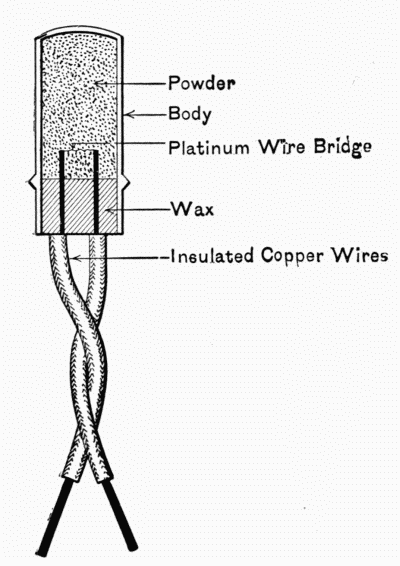 Powder
Body
Platinum Wire Bridge
Wax
Insulated Copper Wires